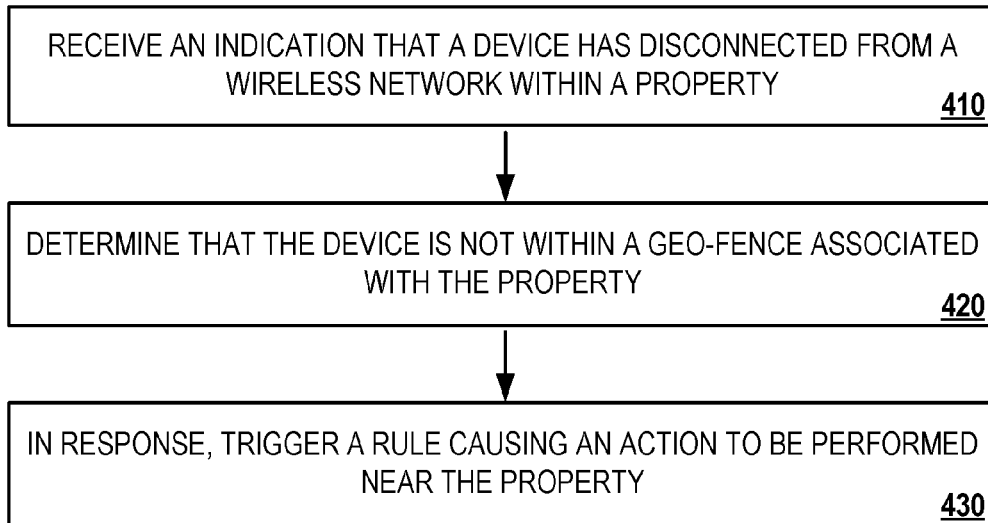 RECEIVE AN INDICATION THAT A DEVICE HAS DISCONNECTED FROM A
WIRELESS NETWORK WITHIN A PROPERTY
410
DETERMINE THAT THE DEVICE IS NOT WITHIN A GEO-FENCE ASSOCIATED
WITH THE PROPERTY
420
IN RESPONSE, TRIGGER A RULE CAUSING AN ACTION TO BE PERFORMED
NEAR THE PROPERTY
430